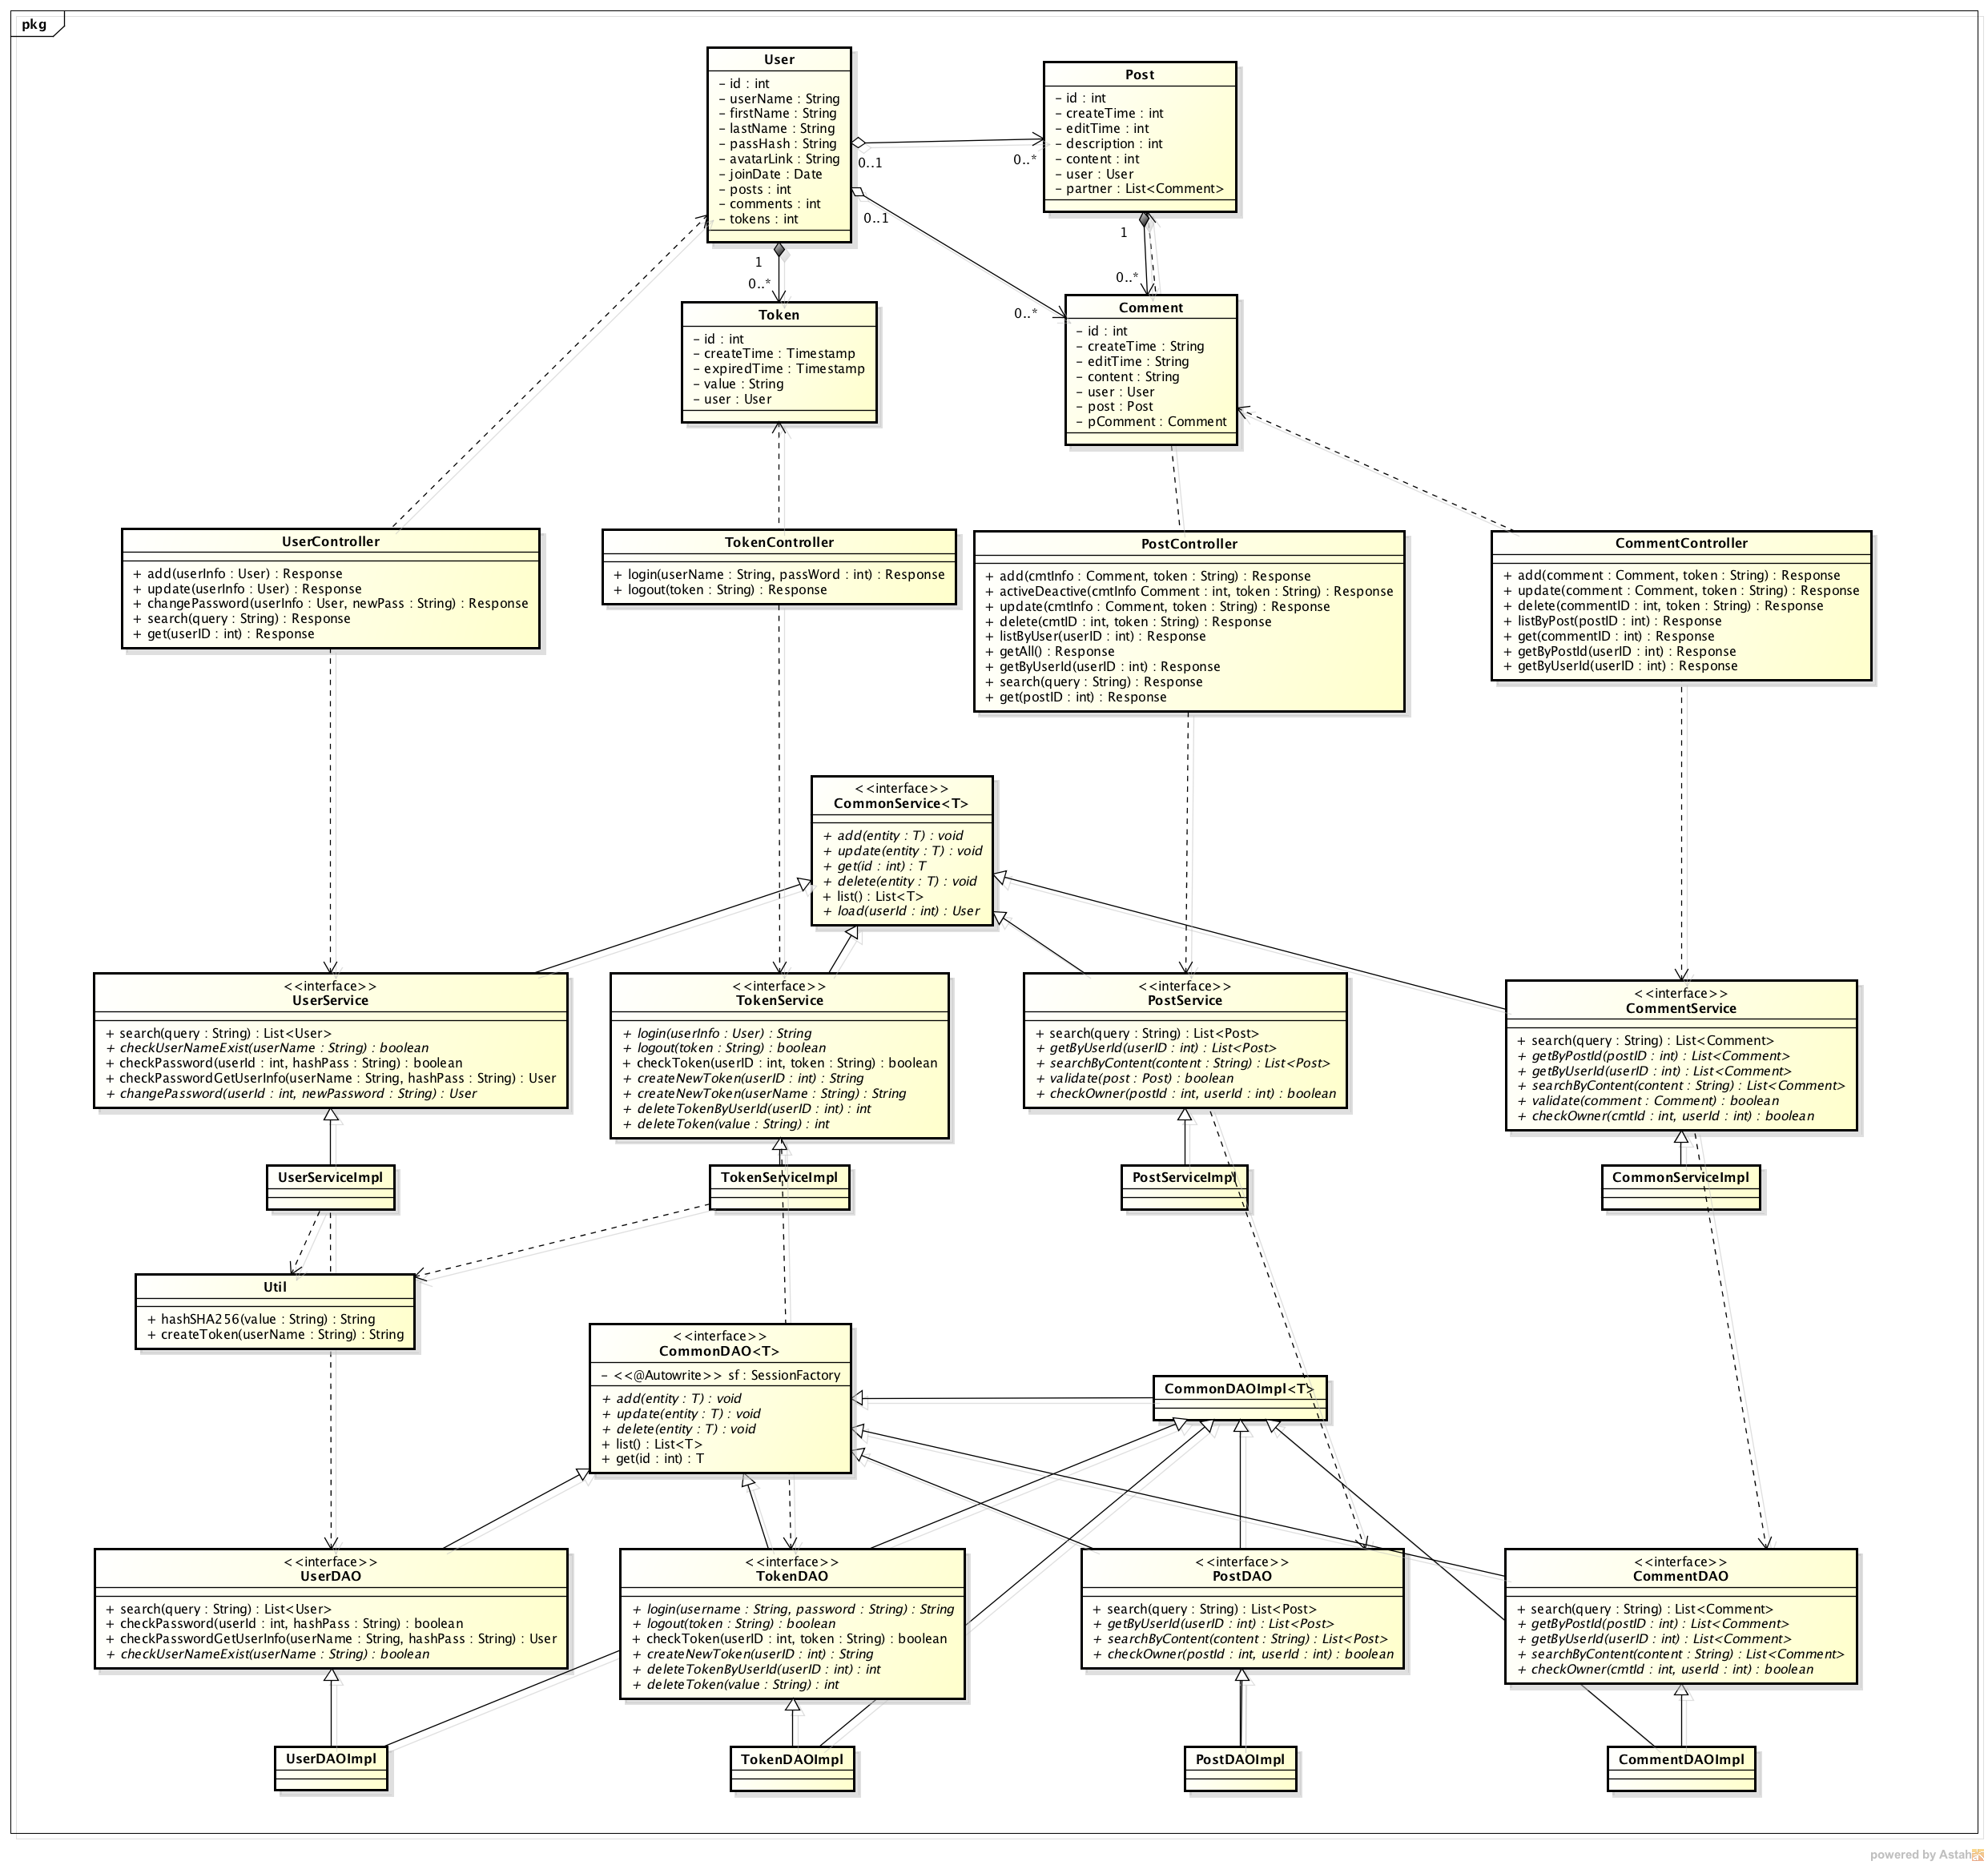 pkg
User
– id : int
– userName : String
– firstName : String
– lastName : String
– passHash : String
– avatarLink : String
– joinDate : Date
– posts : int
– comments : int
– tokens : int
Post
– id : int
– createTime : int
– editTime : int
– description : int
– content : int
– user : User
– partner : List<Comment>
0..1
0..*
0..1
0..*
1
0..*
1
0..*
Token
– id : int
– createTime : Timestamp
– expiredTime : Timestamp
– value : String
– user : User
Comment
– id : int
– createTime : String
– editTime : String
– content : String
– user : User
– post : Post
– pComment : Comment
UserController
+ add(userInfo : User) : Response
+ update(userInfo : User) : Response
+ changePassword(userInfo : User, newPass : String) : Response
+ search(query : String) : Response
+ get(userID : int) : Response
TokenController
+ login(userName : String, passWord : int) : Response
+ logout(token : String) : Response
PostController
+ add(cmtInfo : Comment, token : String) : Response
+ activeDeactive(cmtInfo Comment : int, token : String) : Response
+ update(cmtInfo : Comment, token : String) : Response
+ delete(cmtID : int, token : String) : Response
+ listByUser(userID : int) : Response
+ getAll() : Response
+ getByUserId(userID : int) : Response
+ search(query : String) : Response
+ get(postID : int) : Response
CommentController
+ add(comment : Comment, token : String) : Response
+ update(comment : Comment, token : String) : Response
+ delete(commentID : int, token : String) : Response
+ listByPost(postID : int) : Response
+ get(commentID : int) : Response
+ getByPostId(userID : int) : Response
+ getByUserId(userID : int) : Response
<<interface>>
CommonService<T>
+ add(entity : T) : void
+ update(entity : T) : void
+ get(id : int) : T
+ delete(entity : T) : void
+ list() : List<T>
+ load(userId : int) : User
<<interface>>
UserService
+ search(query : String) : List<User>
+ checkUserNameExist(userName : String) : boolean
+ checkPassword(userId : int, hashPass : String) : boolean
+ checkPasswordGetUserInfo(userName : String, hashPass : String) : User
+ changePassword(userId : int, newPassword : String) : User
<<interface>>
TokenService
+ login(userInfo : User) : String
+ logout(token : String) : boolean
+ checkToken(userID : int, token : String) : boolean
+ createNewToken(userID : int) : String
+ createNewToken(userName : String) : String
+ deleteTokenByUserId(userID : int) : int
+ deleteToken(value : String) : int
<<interface>>
PostService
+ search(query : String) : List<Post>
+ getByUserId(userID : int) : List<Post>
+ searchByContent(content : String) : List<Post>
+ validate(post : Post) : boolean
+ checkOwner(postId : int, userId : int) : boolean
<<interface>>
CommentService
+ search(query : String) : List<Comment>
+ getByPostId(postID : int) : List<Comment>
+ getByUserId(userID : int) : List<Comment>
+ searchByContent(content : String) : List<Comment>
+ validate(comment : Comment) : boolean
+ checkOwner(cmtId : int, userId : int) : boolean
UserServiceImpl
TokenServiceImpl
PostServiceImpl
CommonServiceImpl
Util
+ hashSHA256(value : String) : String
+ createToken(userName : String) : String
<<interface>>
CommonDAO<T>
– <<@Autowrite>> sf : SessionFactory
+ add(entity : T) : void
+ update(entity : T) : void
+ delete(entity : T) : void
+ list() : List<T>
+ get(id : int) : T
CommonDAOImpl<T>
<<interface>>
UserDAO
+ search(query : String) : List<User>
+ checkPassword(userId : int, hashPass : String) : boolean
+ checkPasswordGetUserInfo(userName : String, hashPass : String) : User
+ checkUserNameExist(userName : String) : boolean
<<interface>>
TokenDAO
+ login(username : String, password : String) : String
+ logout(token : String) : boolean
+ checkToken(userID : int, token : String) : boolean
+ createNewToken(userID : int) : String
+ deleteTokenByUserId(userID : int) : int
+ deleteToken(value : String) : int
<<interface>>
PostDAO
+ search(query : String) : List<Post>
+ getByUserId(userID : int) : List<Post>
+ searchByContent(content : String) : List<Post>
+ checkOwner(postId : int, userId : int) : boolean
<<interface>>
CommentDAO
+ search(query : String) : List<Comment>
+ getByPostId(postID : int) : List<Comment>
+ getByUserId(userID : int) : List<Comment>
+ searchByContent(content : String) : List<Comment>
+ checkOwner(cmtId : int, userId : int) : boolean
UserDAOImpl
TokenDAOImpl
PostDAOImpl
CommentDAOImpl
powered by Astah